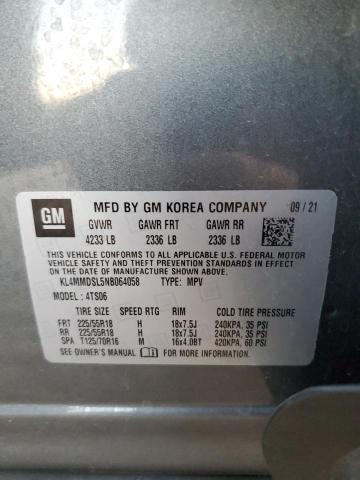 GM
MFD BY GM KOREA COMPANY 09/21
GVWR GAWR FRT GAWR RR
4233 LB 2336 LB 2336 LB
THIS VEHICLE CONFORMS TO ALL APPLICABLE U.S. FEDERAL MOTOR
VEHICLE SAFETY AND THEFT PREVENTION STANDARDS IN EFFECT
ON THE DATE OF MANUFACTURE SHOWN ABOVE.
KL4MMDSL5NB064058 TYPE: MPV
MODEL: 4TS06
TIRE SIZE SPEED RTG RIM COLD TIRE PRESSURE
FRT 225/55R18 H 18x7.5J 240KPA, 35 PSI
RR 225/55R18 H 18x7.5J 240KPA, 35 PSI
SPA T125/70R16 M 16x4.0BT 420KPA, 60 PSI
SEE OWNER'S MANUAL FOR MORE INFORMATION